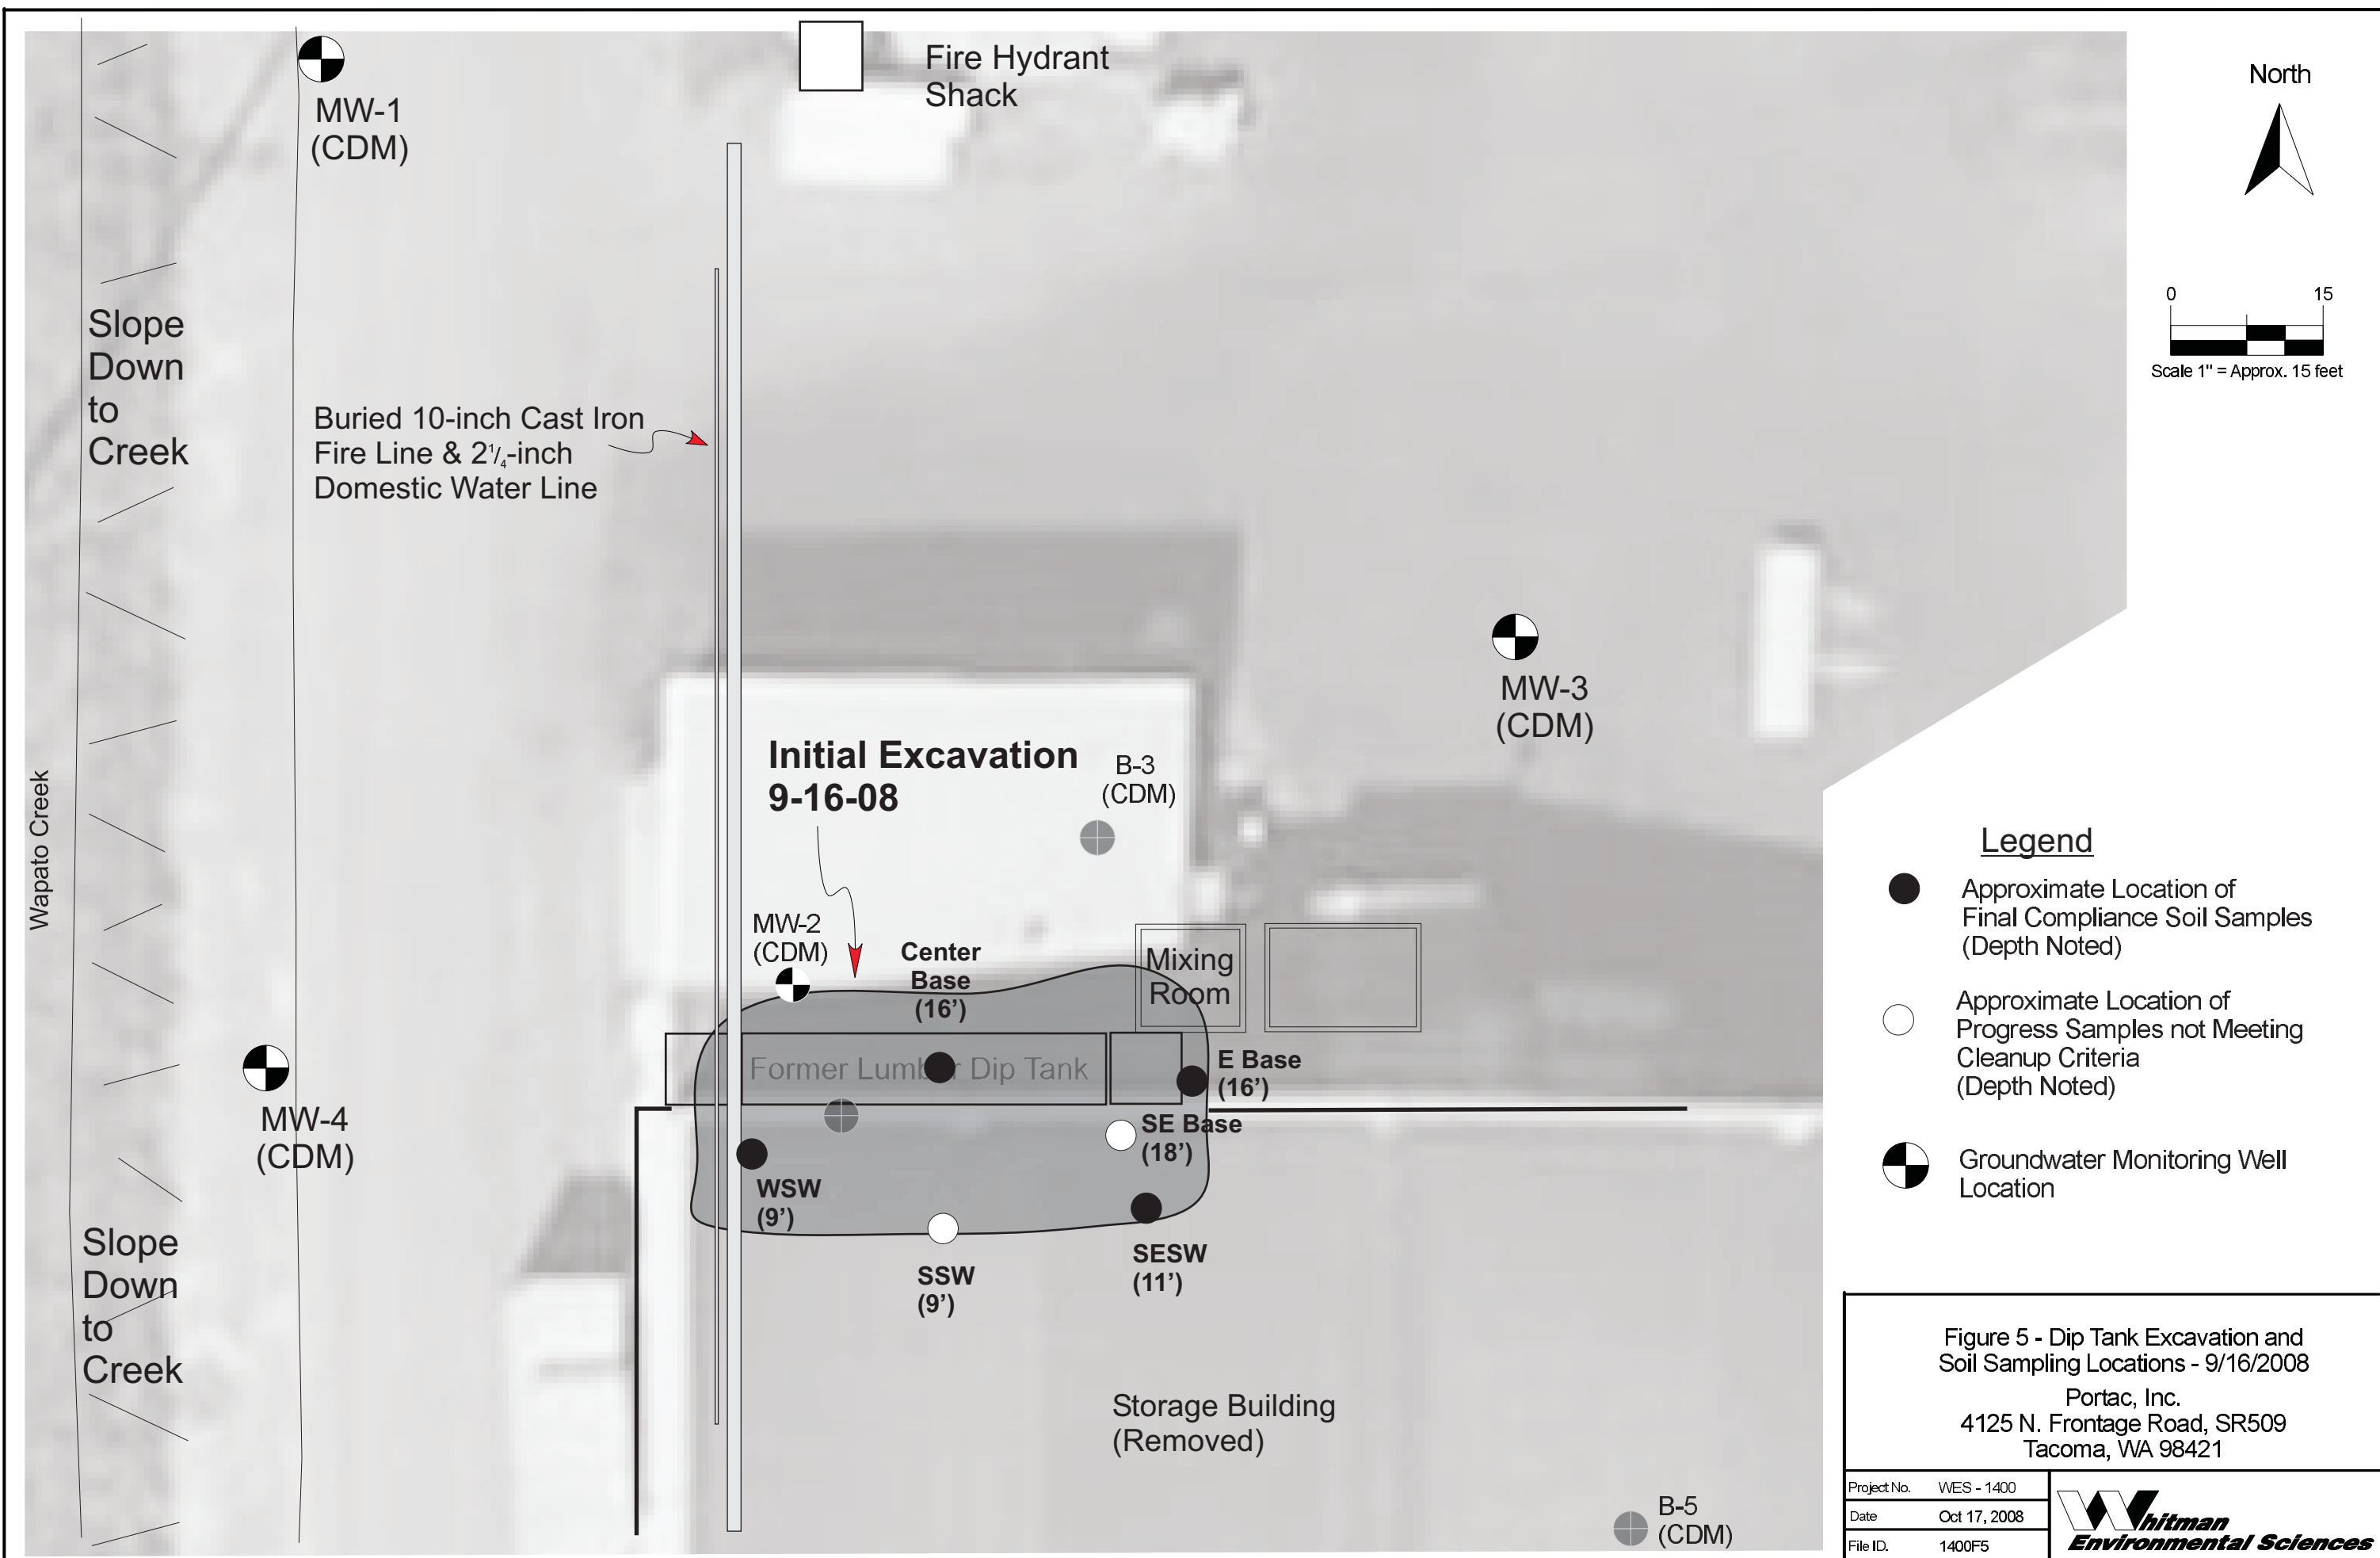 Fire Hydrant
Shack
North
MW-1
(CDM)
0 15
Scale 1" = Approx. 15 feet
Slope
Down
to
Creek
Buried 10-inch Cast Iron
Fire Line & 2¹/₄-inch
Domestic Water Line
MW-3
(CDM)
Initial Excavation
9-16-08
B-3
(CDM)
Wapato Creek
Legend
Approximate Location of
Final Compliance Soil Samples
(Depth Noted)
Approximate Location of
Progress Samples not Meeting
Cleanup Criteria
(Depth Noted)
Groundwater Monitoring Well
Location
MW-2
(CDM)
Center
Base
(16’)
Mixing
Room
Former Lumber Dip Tank
E Base
(16’)
SE Base
(18’)
MW-4
(CDM)
WSW
(9’)
SSW
(9’)
SESW
(11’)
Slope
Down
to
Creek
Storage Building
(Removed)
B-5
(CDM)
Figure 5 - Dip Tank Excavation and
Soil Sampling Locations - 9/16/2008
Portac, Inc.
4125 N. Frontage Road, SR509
Tacoma, WA 98421
Project No. WES - 1400
Date Oct 17, 2008
File ID. 1400F5
Whitman
Environmental Sciences